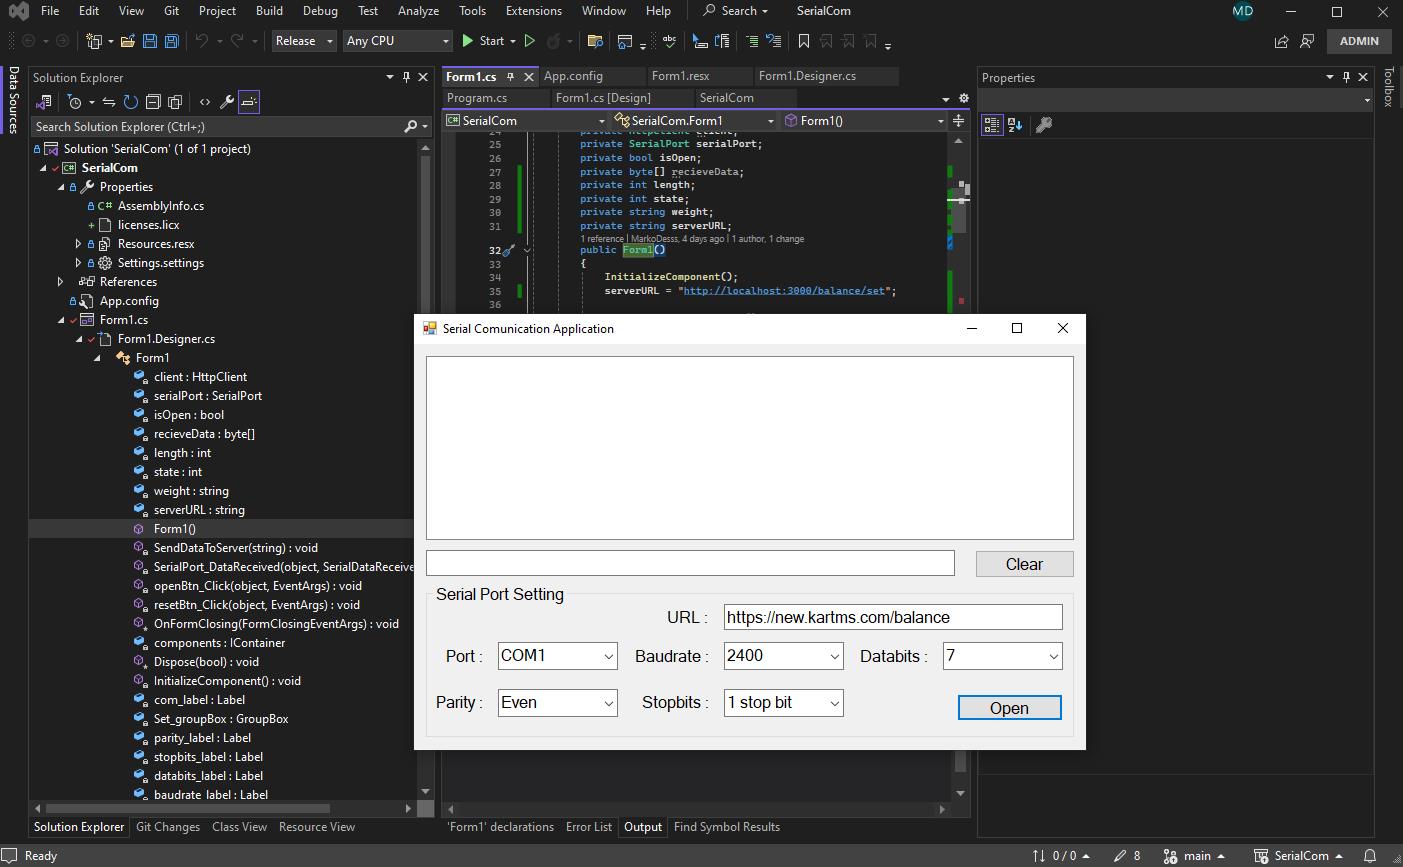 File Edit View Git Project Build Debug Test Analyze Tools Extensions Window Help Search SerialCom MD
Release Any CPU Start abc ADMIN
Data Sources
Solution Explorer
Search Solution Explorer (Ctrl+;)
Solution 'SerialCom' (1 of 1 project)
SerialCom
Properties
AssemblyInfo.cs
licenses.licx
Resources.resx
Settings.settings
References
App.config
Form1.cs
Form1.Designer.cs
Form1
client : HttpClient
serialPort : SerialPort
isOpen : bool
recieveData : byte[]
length : int
state : int
weight : string
serverURL : string
Form1()
SendDataToServer(string) : void
SerialPort_DataReceived(object, SerialDataReceive
openBtn_Click(object, EventArgs) : void
resetBtn_Click(object, EventArgs) : void
OnFormClosing(FormClosingEventArgs) : void
components : IContainer
Dispose(bool) : void
InitializeComponent() : void
com_label : Label
Set_groupBox : GroupBox
parity_label : Label
stopbits_label : Label
databits_label : Label
baudrate_label : Label
Solution Explorer Git Changes Class View Resource View
Form1.cs App.config Form1.resx Form1.Designer.cs
Program.cs Form1.cs [Design] SerialCom
SerialCom SerialCom.Form1 Form1()
24 private HttpClient client;
25 private SerialPort serialPort;
26 private bool isOpen;
27 private byte[] recieveData;
28 private int length;
29 private int state;
30 private string weight;
31 private string serverURL;
1 reference | MarkoDesss, 4 days ago | 1 author, 1 change
32 public Form1()
33 {
34 InitializeComponent();
35 serverURL = "http://localhost:3000/balance/set";
36
Serial Comunication Application
Clear
Serial Port Setting
URL : https://new.kartms.com/balance
Port : COM1 Baudrate : 2400 Databits : 7
Parity : Even Stopbits : 1 stop bit Open
'Form1' declarations Error List Output Find Symbol Results
Properties
Toolbox
Ready 0 / 0 8 main SerialCom